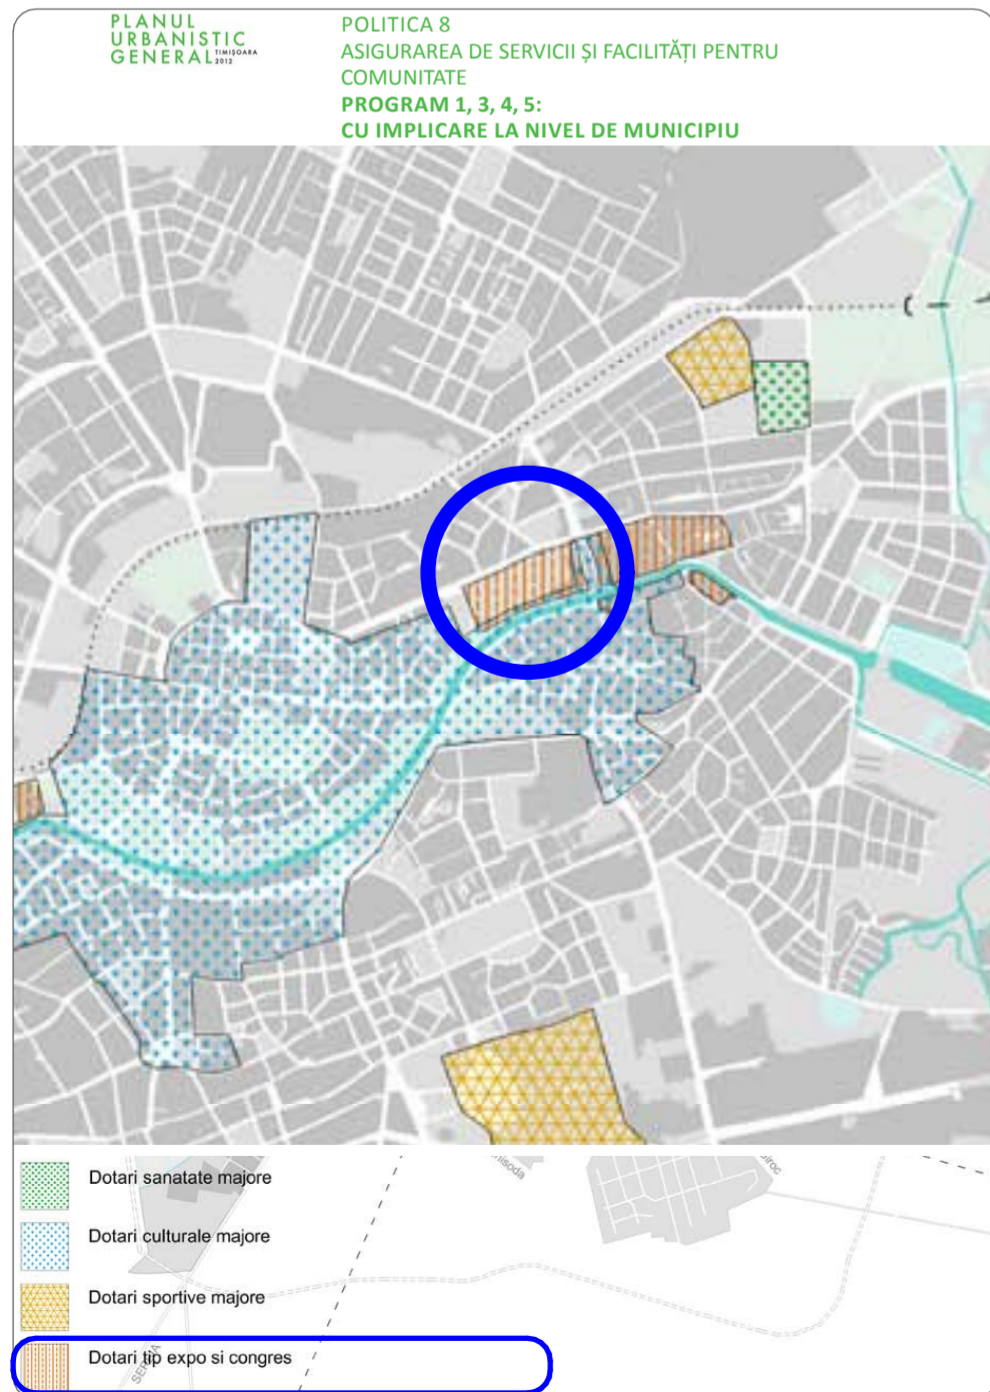 PLANUL
URBANISTIC
GENERAL TIMIȘOARA 2012
POLITICA 8
ASIGURAREA DE SERVICII ȘI FACILITĂȚI PENTRU
COMUNITATE
PROGRAM 1, 3, 4, 5:
CU IMPLICARE LA NIVEL DE MUNICIPIU
Dotari sanatate majore
Dotari culturale majore
Dotari sportive majore
Dotari tip expo si congres